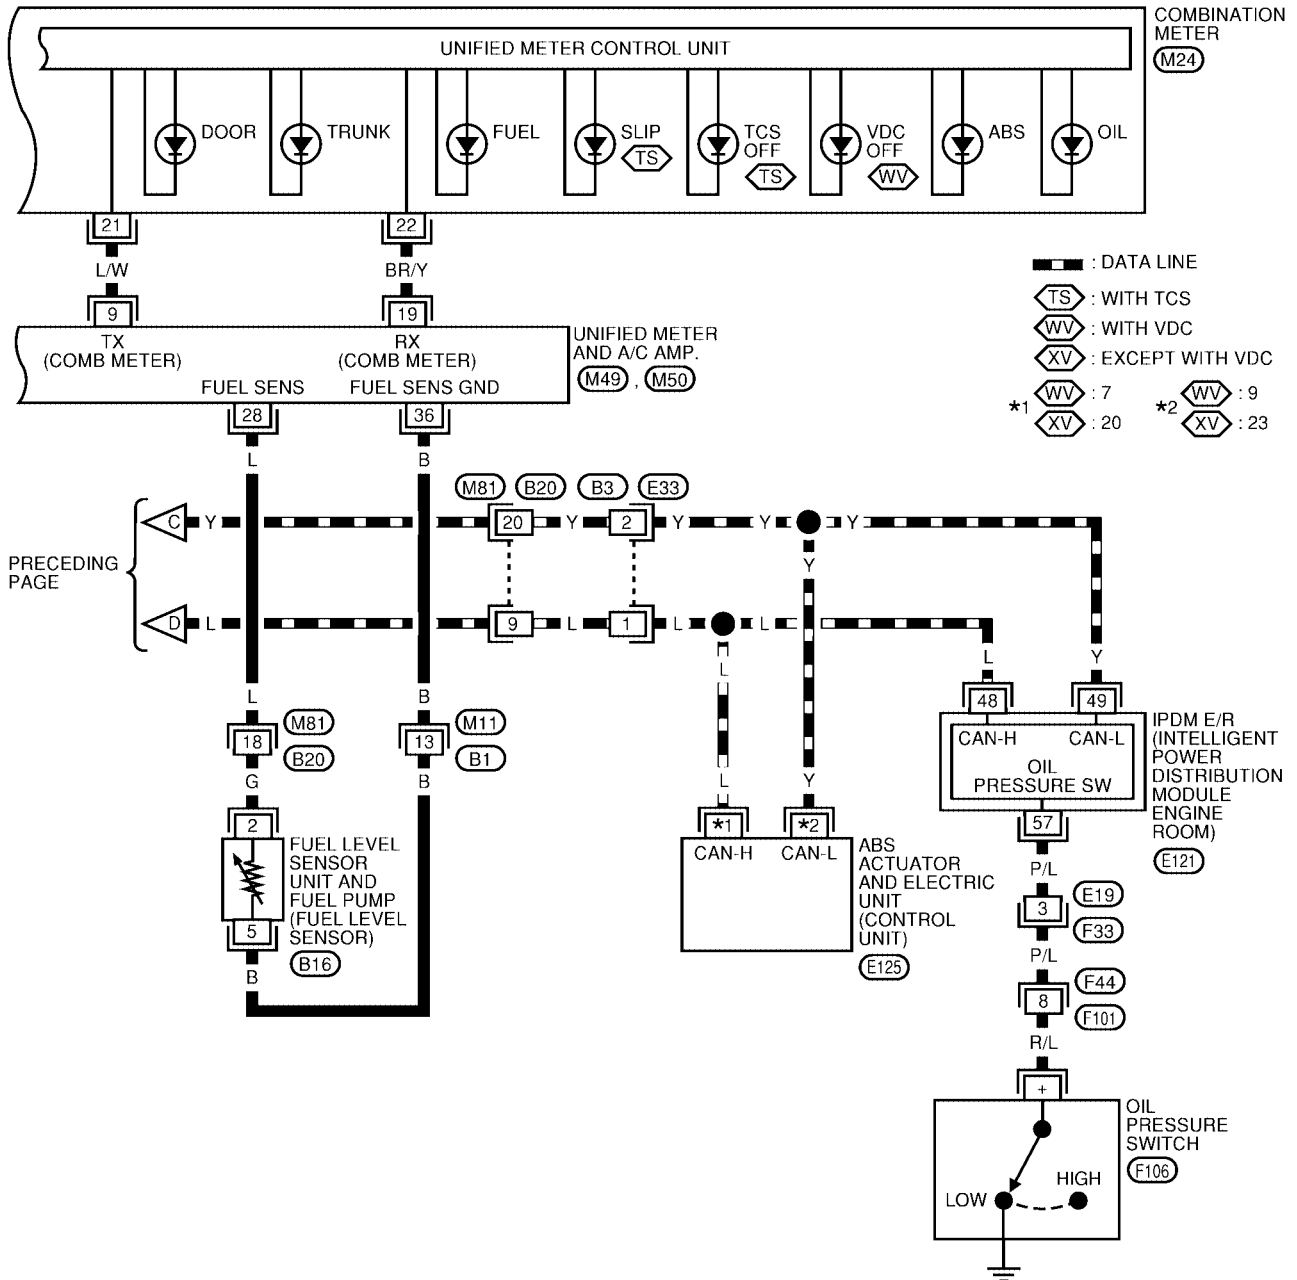 COMBINATION
METER
M24
UNIFIED METER CONTROL UNIT
DOOR
TRUNK
FUEL
SLIP
TS
TCS
OFF
TS
VDC
OFF
WV
ABS
OIL
21
22
L/W
BR/Y
9
19
TX
(COMB METER)
RX
(COMB METER)
FUEL SENS
FUEL SENS GND
UNIFIED METER
AND A/C AMP.
M49 , M50
28
36
: DATA LINE
TS : WITH TCS
WV : WITH VDC
XV : EXCEPT WITH VDC
*1
WV : 7
XV : 20
*2
WV : 9
XV : 23
L
B
M81
B20
B3
E33
PRECEDING
PAGE
C
Y
20
Y
2
Y
Y
Y
Y
D
L
9
L
1
L
L
L
L
Y
L
B
18
M81
B20
13
M11
B1
G
B
L
Y
48
49
CAN-H
CAN-L
OIL
PRESSURE SW
57
IPDM E/R
(INTELLIGENT
POWER
DISTRIBUTION
MODULE
ENGINE
ROOM)
E121
2
FUEL LEVEL
SENSOR
UNIT AND
FUEL PUMP
(FUEL LEVEL
SENSOR)
B16
5
B
*1
*2
CAN-H
CAN-L
ABS
ACTUATOR
AND ELECTRIC
UNIT
(CONTROL
UNIT)
E125
P/L
3
E19
F33
P/L
8
F44
F101
R/L
+
OIL
PRESSURE
SWITCH
F106
LOW
HIGH